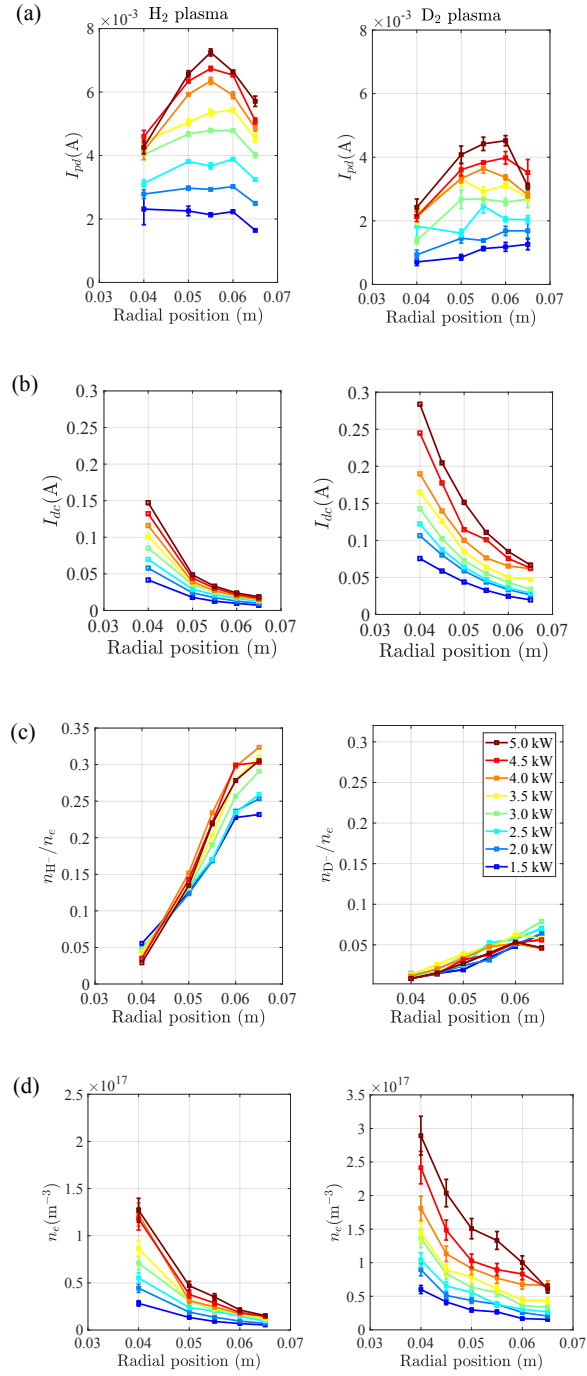 (a)
H₂ plasma
D₂ plasma
×10⁻³
8
6
4
2
0
I_pd(A)
0.03 0.04 0.05 0.06 0.07
Radial position (m)
×10⁻³
8
6
4
2
0
I_pd(A)
0.03 0.04 0.05 0.06 0.07
Radial position (m)
(b)
0.3
0.25
0.2
0.15
0.1
0.05
0
I_dc(A)
0.03 0.04 0.05 0.06 0.07
Radial position (m)
0.3
0.25
0.2
0.15
0.1
0.05
0
I_dc(A)
0.03 0.04 0.05 0.06 0.07
Radial position (m)
(c)
0.35
0.3
0.25
0.2
0.15
0.1
0.05
0
n_H⁻/n_e
0.03 0.04 0.05 0.06 0.07
Radial position (m)
0.3
0.25
0.2
0.15
0.1
0.05
n_D⁻/n_e
0.04 0.05 0.06 0.07
Radial position (m)
5.0 kW
4.5 kW
4.0 kW
3.5 kW
3.0 kW
2.5 kW
2.0 kW
1.5 kW
(d)
×10¹⁷
2.5
2
1.5
1
0.5
0
n_e(m⁻³)
0.03 0.04 0.05 0.06 0.07
Radial position (m)
×10¹⁷
3.5
3
2.5
2
1.5
1
0.5
0
n_e(m⁻³)
0.03 0.04 0.05 0.06 0.07
Radial position (m)